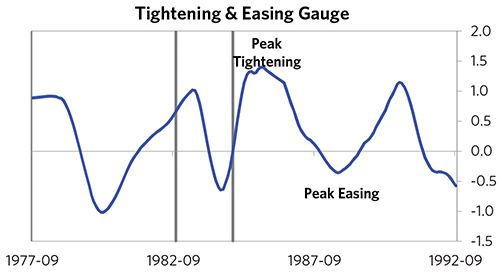 Tightening & Easing Gauge
Peak
Tightening
Peak Easing
2.0
1.5
1.0
0.5
0.0
-0.5
-1.0
-1.5
1977-09 1982-09 1987-09 1992-09